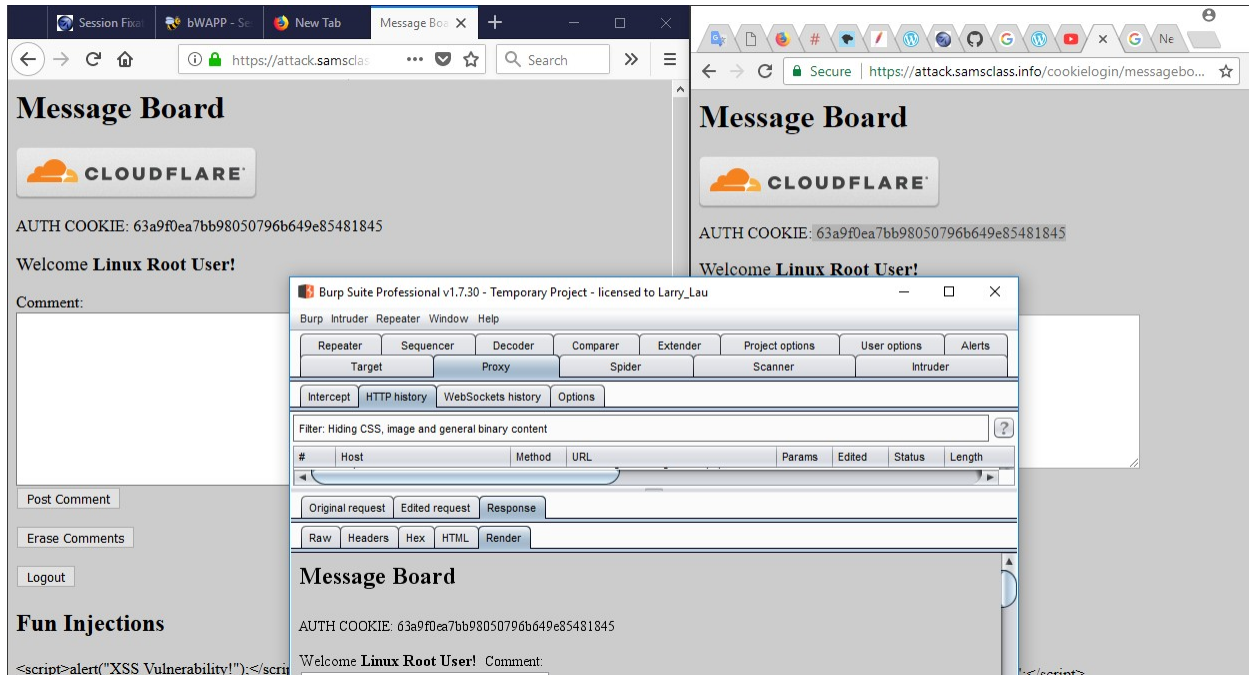 Session Fixa
bWAPP - Se
New Tab
Message Boa
https://attack.samsclas
Search
Message Board
CLOUDFLARE
AUTH COOKIE: 63a9f0ea7bb98050796b649e85481845
Welcome Linux Root User!
Comment:
Post Comment
Erase Comments
Logout
Fun Injections
<script>alert("XSS Vulnerability!");</scrip
Ne
Secure https://attack.samsclass.info/cookielogin/messagebo...
Message Board
CLOUDFLARE
AUTH COOKIE: 63a9f0ea7bb98050796b649e85481845
Welcome Linux Root User!
!";</script>
Burp Suite Professional v1.7.30 - Temporary Project - licensed to Larry_Lau
Burp Intruder Repeater Window Help
Repeater Sequencer Decoder Comparer Extender Project options User options Alerts
Target Proxy Spider Scanner Intruder
Intercept HTTP history WebSockets history Options
Filter: Hiding CSS, image and general binary content
?
# Host Method URL Params Edited Status Length
Original request Edited request Response
Raw Headers Hex HTML Render
Message Board
AUTH COOKIE: 63a9f0ea7bb98050796b649e85481845
Welcome Linux Root User! Comment: